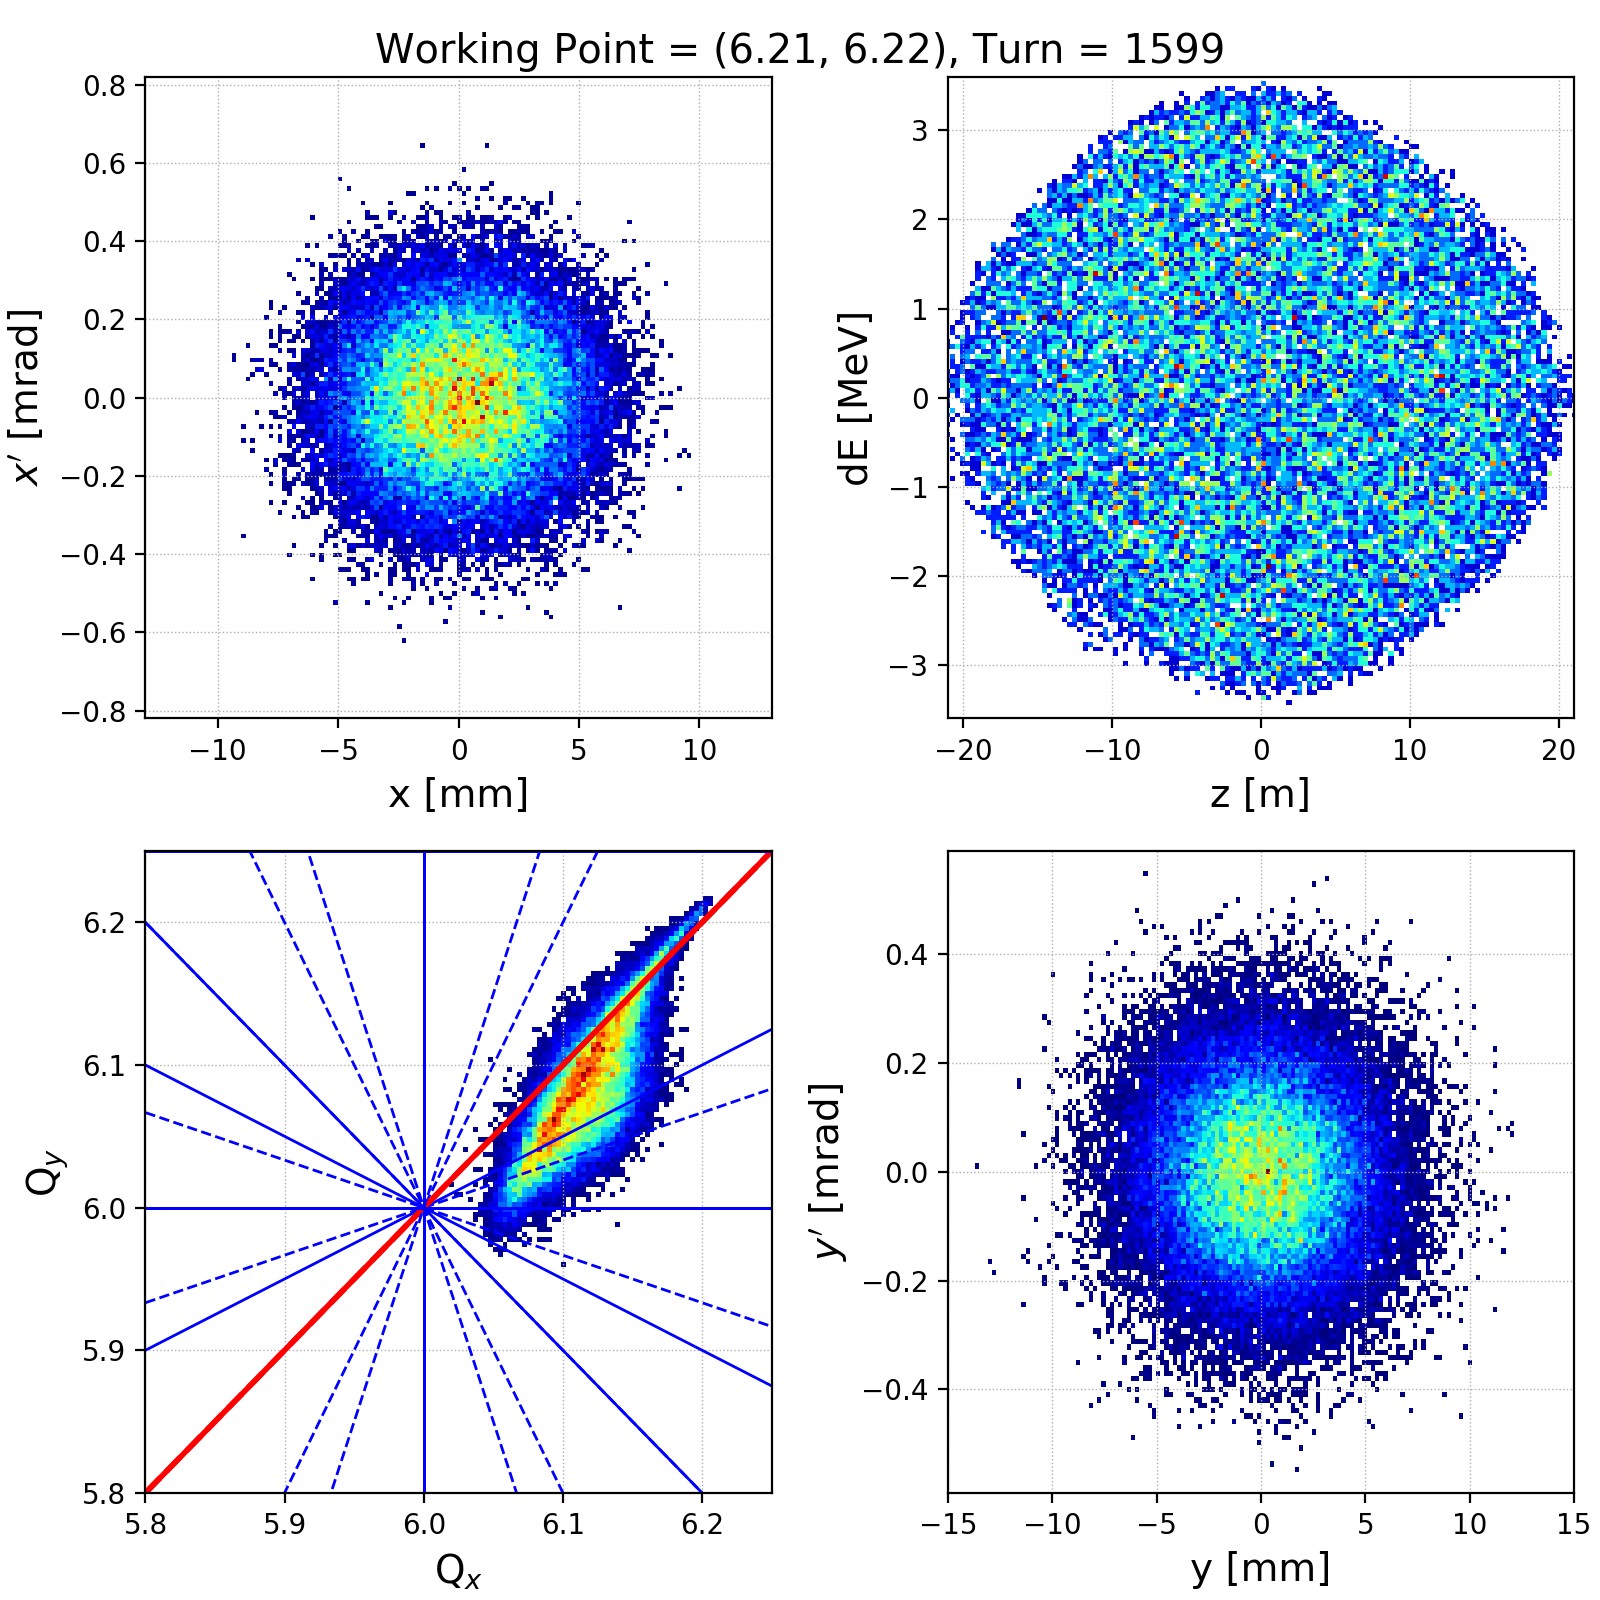 Working Point = (6.21, 6.22), Turn = 1599
0.8
0.6
0.4
0.2
0.0
−0.2
−0.4
−0.6
−0.8
x′ [mrad]
−10 −5 0 5 10
x [mm]
3
2
1
0
−1
−2
−3
dE [MeV]
−20 −10 0 10 20
z [m]
6.2
6.1
6.0
5.9
5.8
Qy
5.8 5.9 6.0 6.1 6.2
Qx
0.4
0.2
0.0
−0.2
−0.4
y′ [mrad]
−15 −10 −5 0 5 10 15
y [mm]